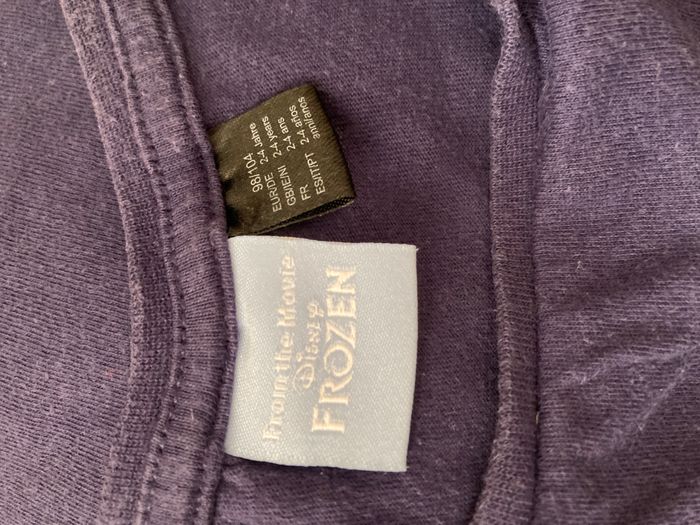 98/104
EUR/DE 2-4 Jahre
GB/IE/NI 2-4 years
FR 2-4 ans
ES/IT/PT 2-4 años
anni/anos
From the Movie
Disney
FROZEN